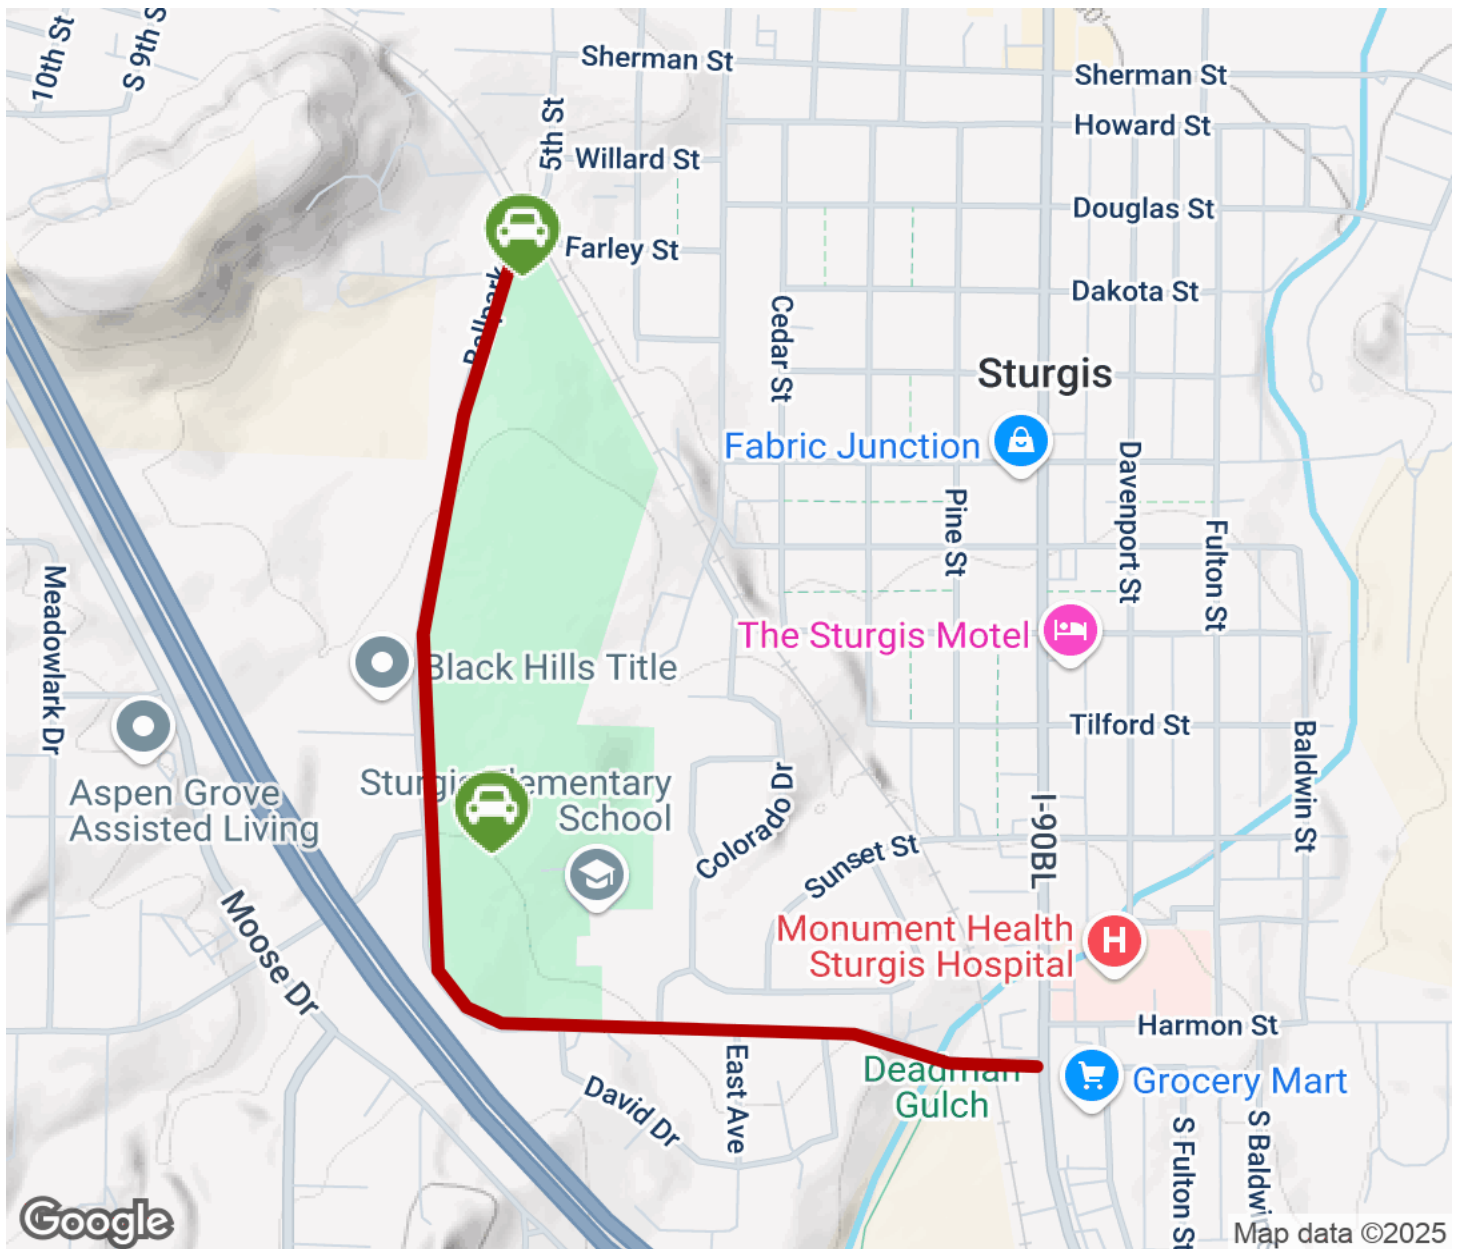 10th St
S 9th S
Sherman St
Sherman St
Howard St
5th St
Willard St
Douglas St
Farley St
Dakota St
Cedar St
Sturgis
Fabric Junction
Davenport St
Pine St
Fulton St
Meadowlark Dr
The Sturgis Motel
Black Hills Title
Tilford St
Baldwin St
Aspen Grove
Assisted Living
Sturgis Elementary
School
Colorado Dr
Sunset St
I-90BL
Moose Dr
Monument Health
Sturgis Hospital
H
Harmon St
Deadman
Gulch
Grocery Mart
East Ave
David Dr
S Fulton St
S Baldwi
Google
Map data ©2025